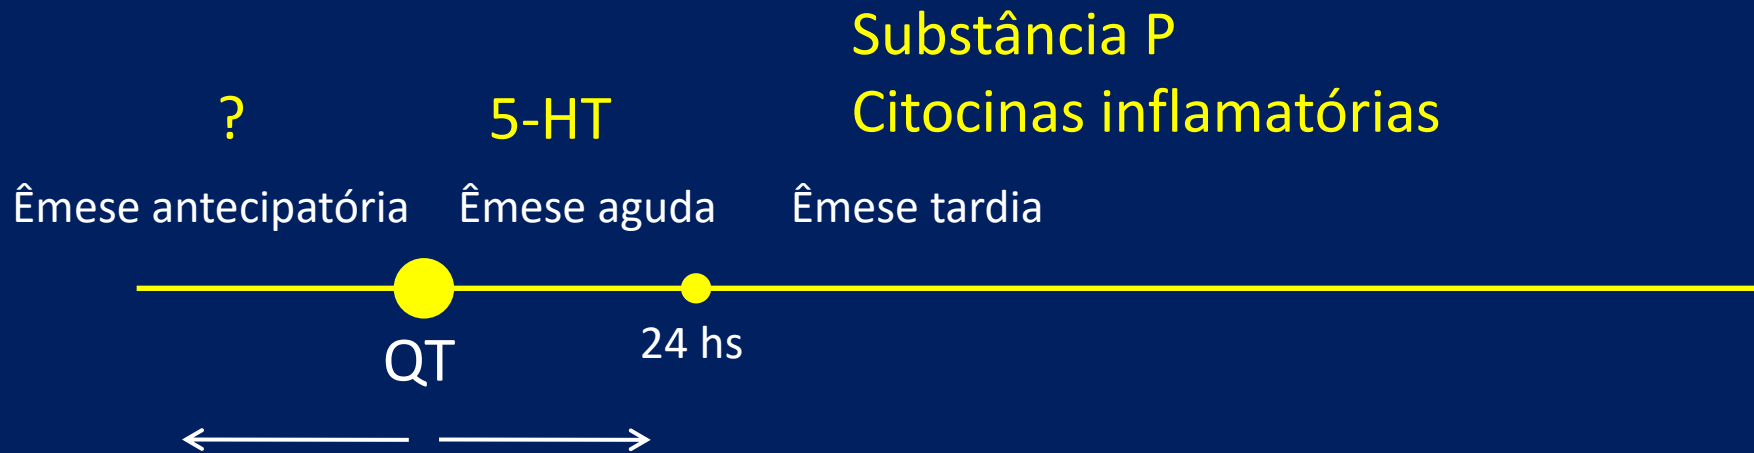 Substância P
Citocinas inflamatórias
?
5-HT
Êmese antecipatória
Êmese aguda
Êmese tardia
QT
24 hs